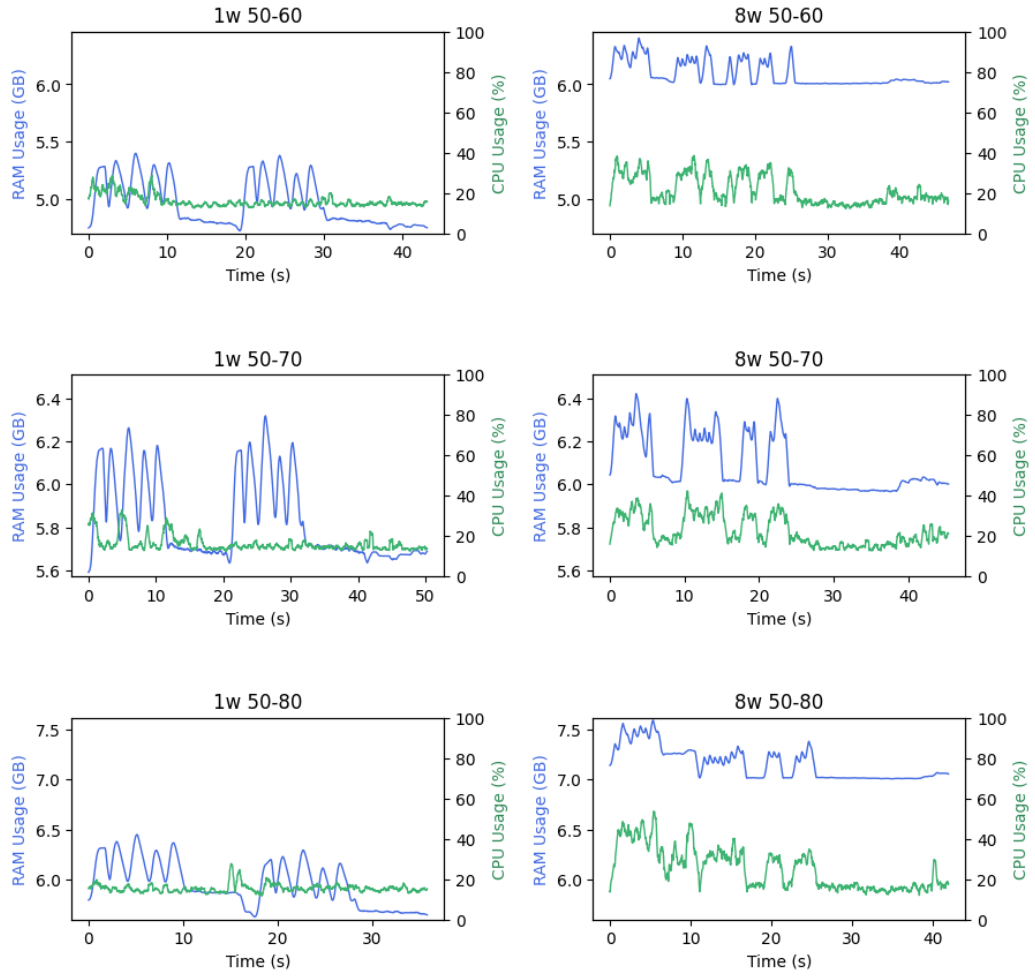 1w 50-60
RAM Usage (GB)
6.0
5.5
5.0
100
80
60
40
20
0
CPU Usage (%)
0 10 20 30 40
Time (s)
8w 50-60
RAM Usage (GB)
6.0
5.5
5.0
100
80
60
40
20
0
CPU Usage (%)
0 10 20 30 40
Time (s)
1w 50-70
RAM Usage (GB)
6.4
6.2
6.0
5.8
5.6
100
80
60
40
20
0
CPU Usage (%)
0 10 20 30 40 50
Time (s)
8w 50-70
RAM Usage (GB)
6.4
6.2
6.0
5.8
5.6
100
80
60
40
20
0
CPU Usage (%)
0 10 20 30 40
Time (s)
1w 50-80
RAM Usage (GB)
7.5
7.0
6.5
6.0
100
80
60
40
20
0
CPU Usage (%)
0 10 20 30
Time (s)
8w 50-80
RAM Usage (GB)
7.5
7.0
6.5
6.0
100
80
60
40
20
0
CPU Usage (%)
0 10 20 30 40
Time (s)